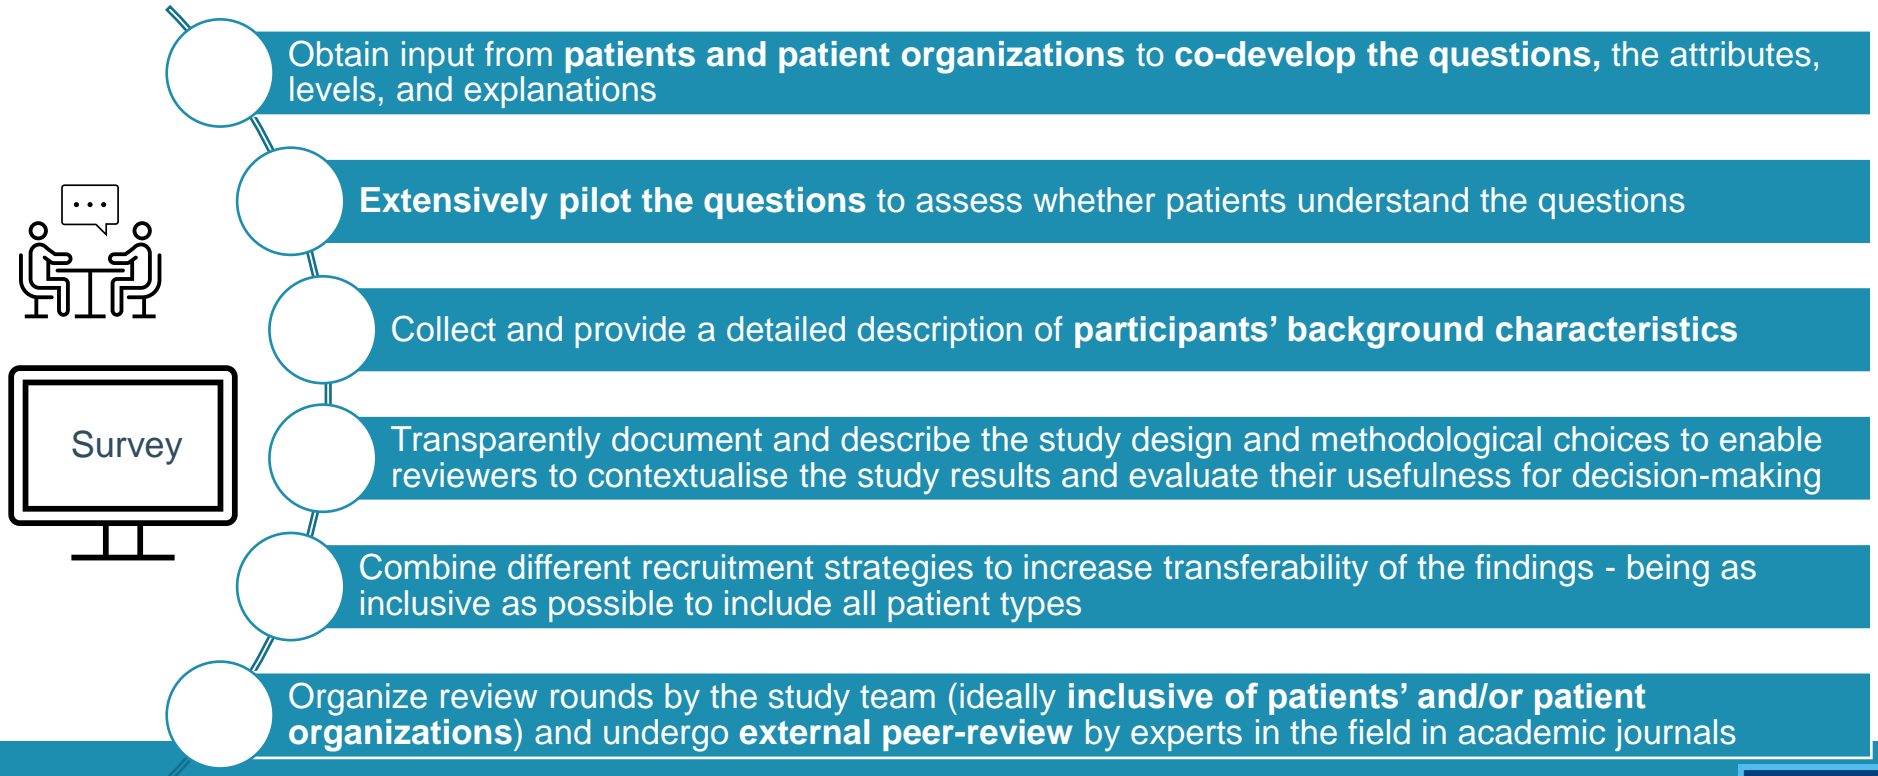 Obtain input from patients and patient organizations to co-develop the questions, the attributes,
levels, and explanations
Extensively pilot the questions to assess whether patients understand the questions
Collect and provide a detailed description of participants’ background characteristics
Survey
Transparently document and describe the study design and methodological choices to enable
reviewers to contextualise the study results and evaluate their usefulness for decision-making
Combine different recruitment strategies to increase transferability of the findings - being as
inclusive as possible to include all patient types
Organize review rounds by the study team (ideally inclusive of patients’ and/or patient
organizations) and undergo external peer-review by experts in the field in academic journals